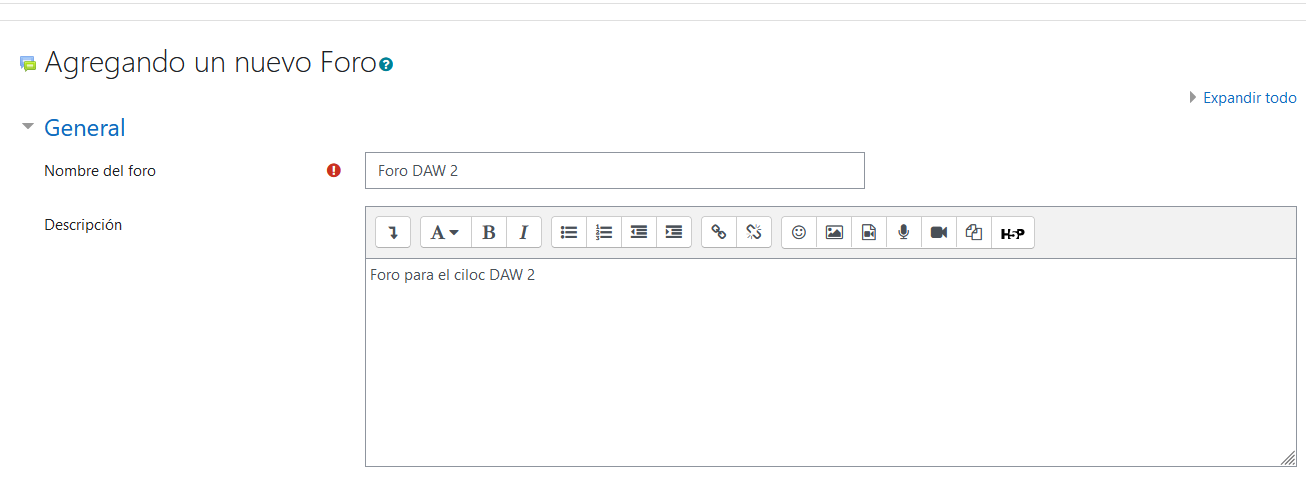 Agregando un nuevo Foro
Expandir todo
General
Nombre del foro
Foro DAW 2
Descripción
A B I H5P
Foro para el ciloc DAW 2